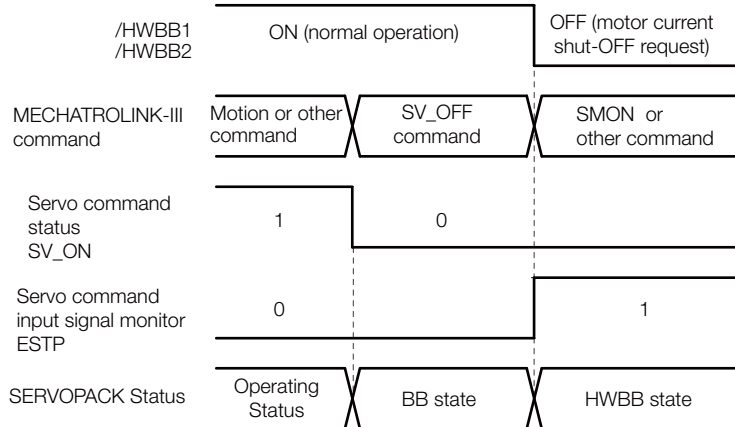 /HWBB1
/HWBB2
ON (normal operation)
OFF (motor current
shut-OFF request)
MECHATROLINK-III
command
Motion or other
command
SV_OFF
command
SMON or
other command
Servo command
status
SV_ON
1
0
Servo command
input signal monitor
ESTP
0
1
SERVOPACK Status
Operating
Status
BB state
HWBB state